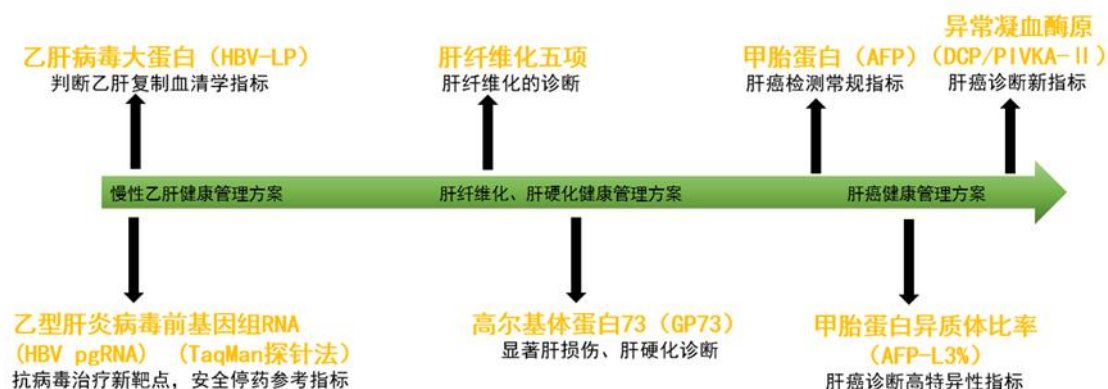 乙肝病毒大蛋白（HBV-LP）
判断乙肝复制血清学指标
肝纤维化五项
肝纤维化的诊断
甲胎蛋白（AFP）
肝癌检测常规指标
异常凝血酶原
（DCP/PIVKA-Ⅱ）
肝癌诊断新指标
慢性乙肝健康管理方案
肝纤维化、肝硬化健康管理方案
肝癌健康管理方案
乙型肝炎病毒前基因组RNA
(HBV pgRNA) （TaqMan探针法）
抗病毒治疗新靶点，安全停药参考指标
高尔基体蛋白73（GP73）
显著肝损伤、肝硬化诊断
甲胎蛋白异质体比率
(AFP-L3%)
肝癌诊断高特异性指标